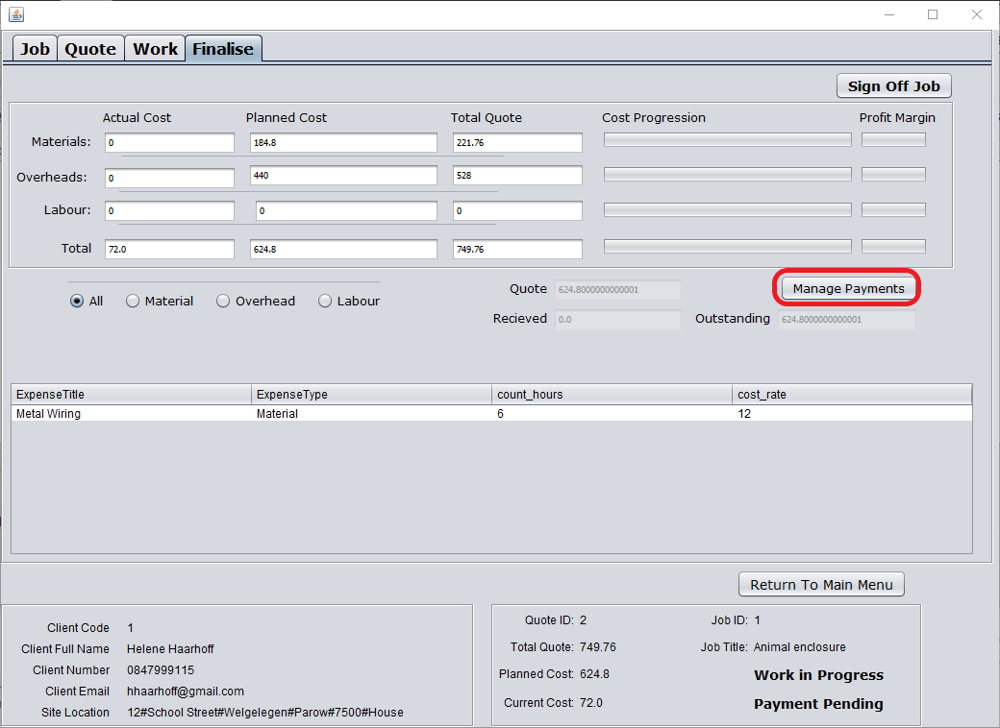 Job Quote Work Finalise
Sign Off Job
Actual Cost Planned Cost Total Quote Cost Progression Profit Margin
Materials: 0 184.8 221.76
Overheads: 0 440 528
Labour: 0 0 0
Total 72.0 624.8 749.76
Quote 624.8000000000001 Manage Payments
All Material Overhead Labour
Recieved 0.0 Outstanding 624.8000000000001
ExpenseTitle ExpenseType count_hours cost_rate
Metal Wiring Material 6 12
Return To Main Menu
Client Code 1
Client Full Name Helene Haarhoff
Client Number 0847999115
Client Email hhaarhoff@gmail.com
Site Location 12#School Street#Welgelegen#Parow#7500#House
Quote ID: 2 Job ID: 1
Total Quote: 749.76 Job Title: Animal enclosure
Planned Cost: 624.8 Work in Progress
Current Cost: 72.0 Payment Pending